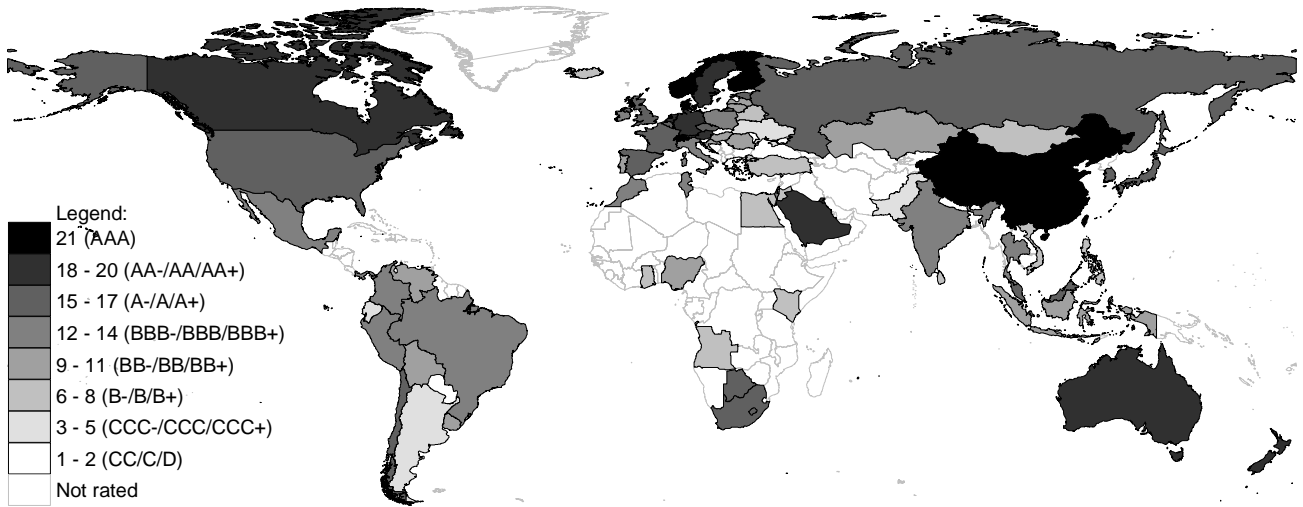 Legend:
21 (AAA)
18 - 20 (AA-/AA/AA+)
15 - 17 (A-/A/A+)
12 - 14 (BBB-/BBB/BBB+)
9 - 11 (BB-/BB/BB+)
6 - 8 (B-/B/B+)
3 - 5 (CCC-/CCC/CCC+)
1 - 2 (CC/C/D)
Not rated